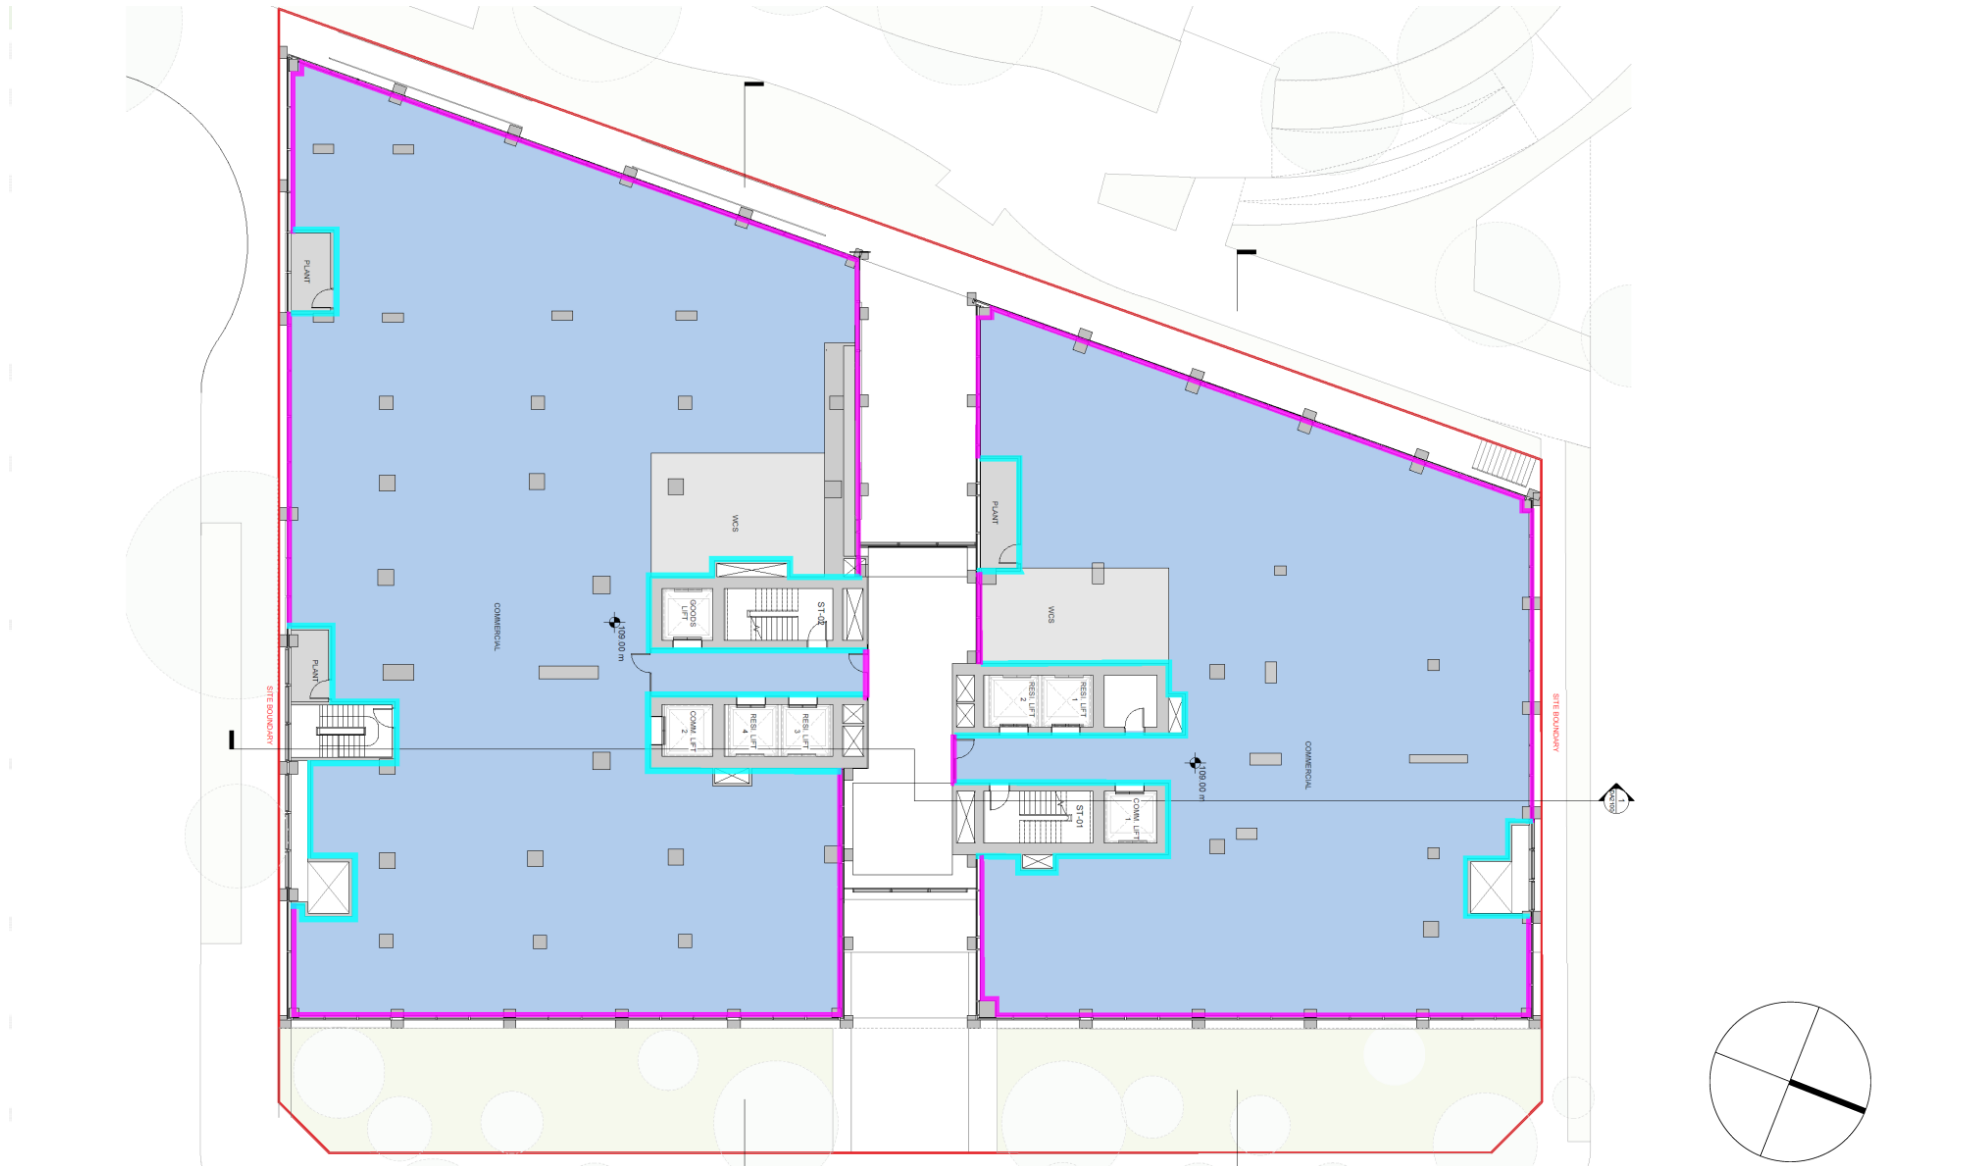 PLANT
PLANT
WCS
WCS
COMMERCIAL
GOODS
LIFT
ST-02
109.00 m
PLANT
SITE BOUNDARY
COMM. LIFT
2
RESI. LIFT
4
RESI. LIFT
3
RESI. LIFT
2
RESI. LIFT
1
SITE BOUNDARY
COMMERCIAL
109.00 m
ST-01
COMM. LIFT
1
1